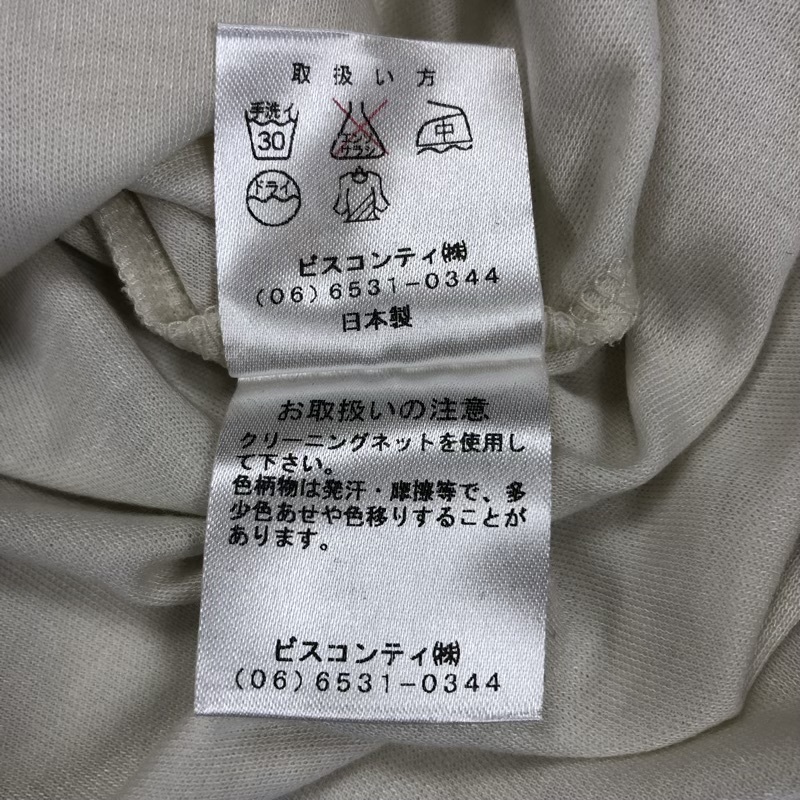 取扱い方
手洗イ
30
エンソ
サラシ
中
ドライ
ビスコンティ㈱
(06)6531-0344
日本製
お取扱いの注意
クリーニングネットを使用し
て下さい。
色柄物は発汗・摩擦等で、多
少色あせや色移りすることが
あります。
ビスコンティ㈱
(06)6531-0344